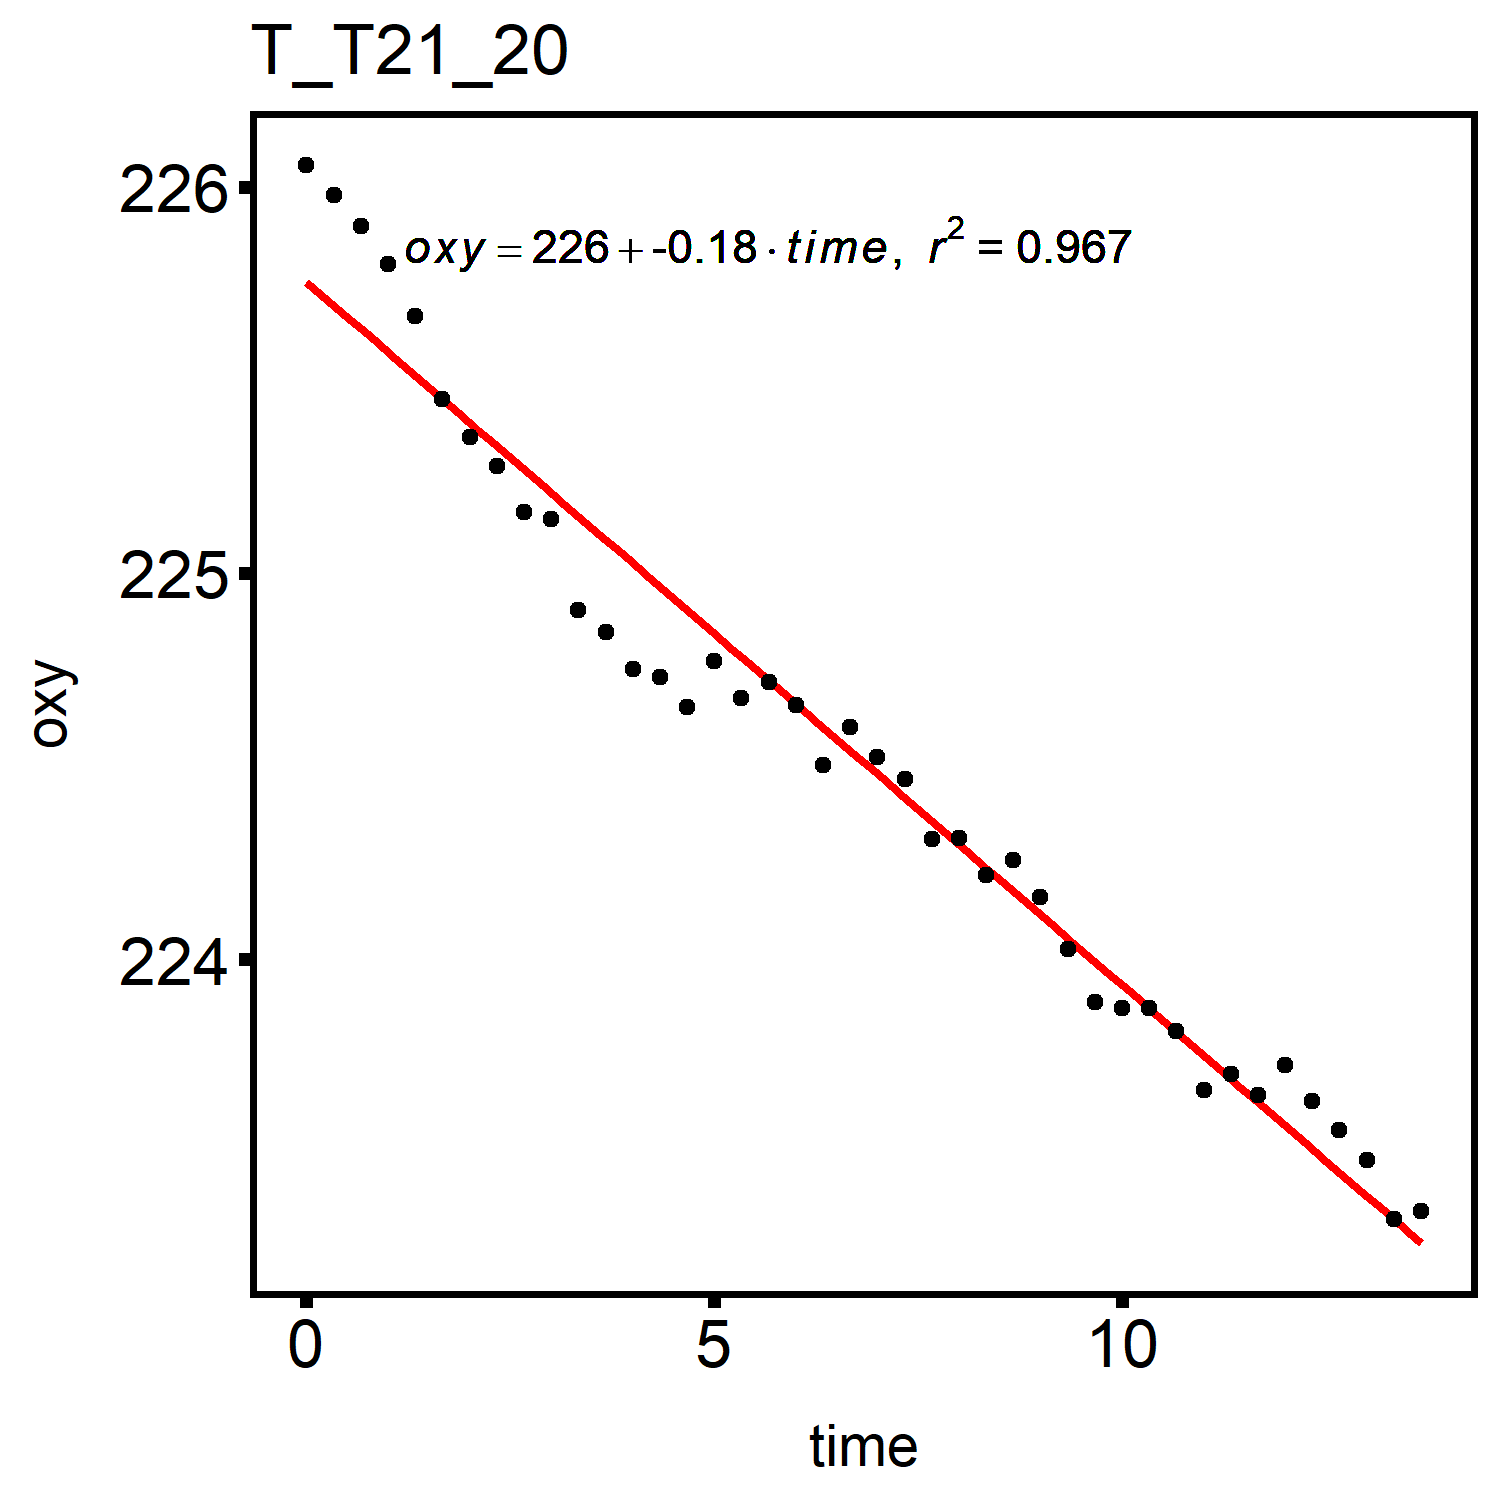 T_T21_20
226
oxy = 226 + -0.18 · time, r² = 0.967
225
224
oxy
0 5 10
time